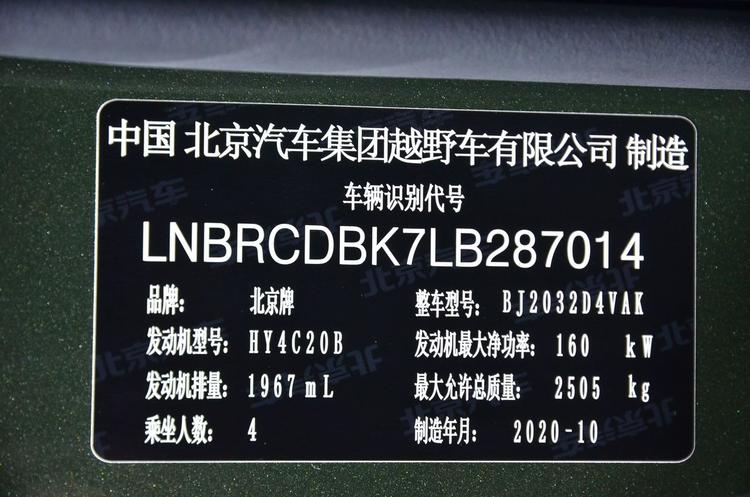 中国 北京汽车集团越野车有限公司 制造
车辆识别代号
LNBRCDBK7LB287014
品牌: 北京牌 整车型号: BJ2032D4VAK
发动机型号: HY4C20B 发动机最大净功率: 160 kW
发动机排量: 1967mL 最大允许总质量: 2505 kg
乘坐人数: 4 制造年月: 2020-10